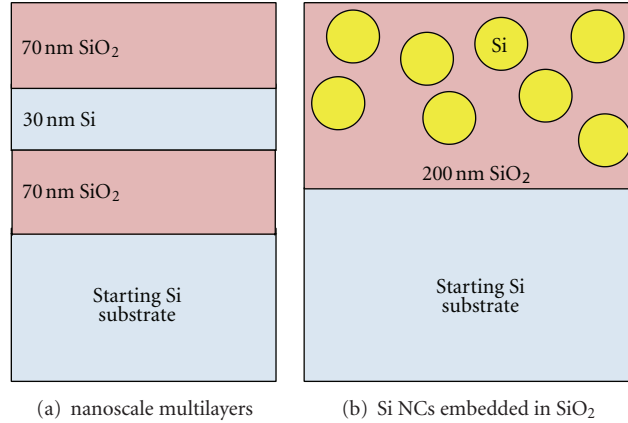 70 nm SiO₂
30 nm Si
70 nm SiO₂
Starting Si
substrate
(a) nanoscale multilayers
Si
200 nm SiO₂
Starting Si
substrate
(b) Si NCs embedded in SiO₂